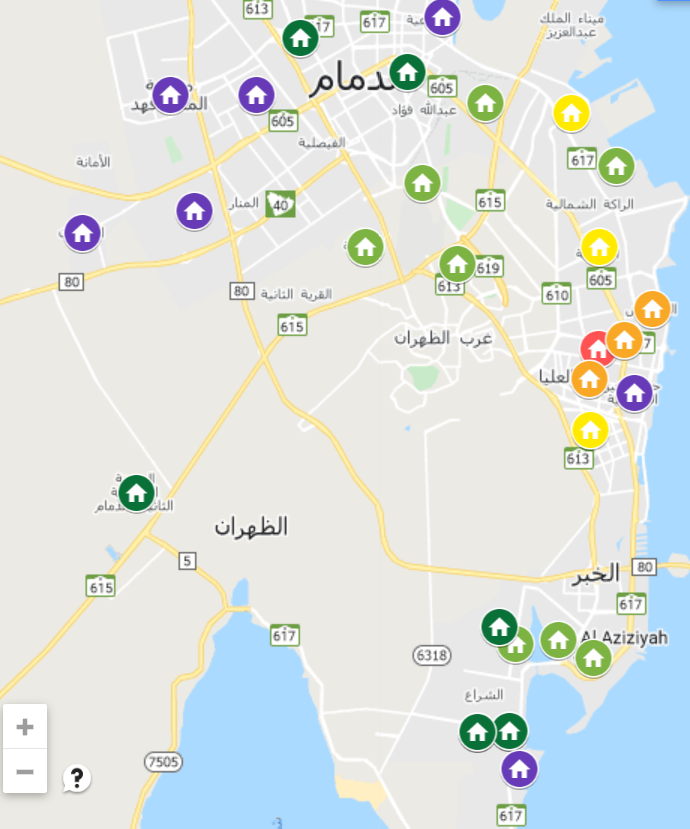 613
617
617
ميناء الملك
عبدالعزيز
الدمام
605
عبدالله فؤاد
605
الفيصلية
617
الأمانة
40
المنار
615
الراكة الشمالية
619
613
605
80
80
القرية الثانية
610
615
غرب الظهران
العليا
613
الظهران
5
615
الخبر
80
617
617
Al Aziziyah
6318
الشراع
7505
617
+
−
?